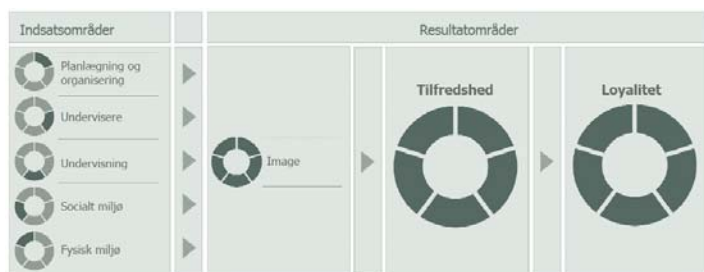 Indsatsområder
Resultatområder
Planlægning og
organisering
Undervisere
Undervisning
Socialt miljø
Fysisk miljø
Image
Tilfredshed
Loyalitet